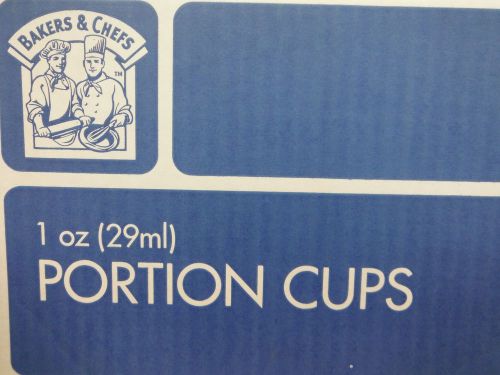 BAKERS & CHEFS
TM
1 oz (29ml)
PORTION CUPS